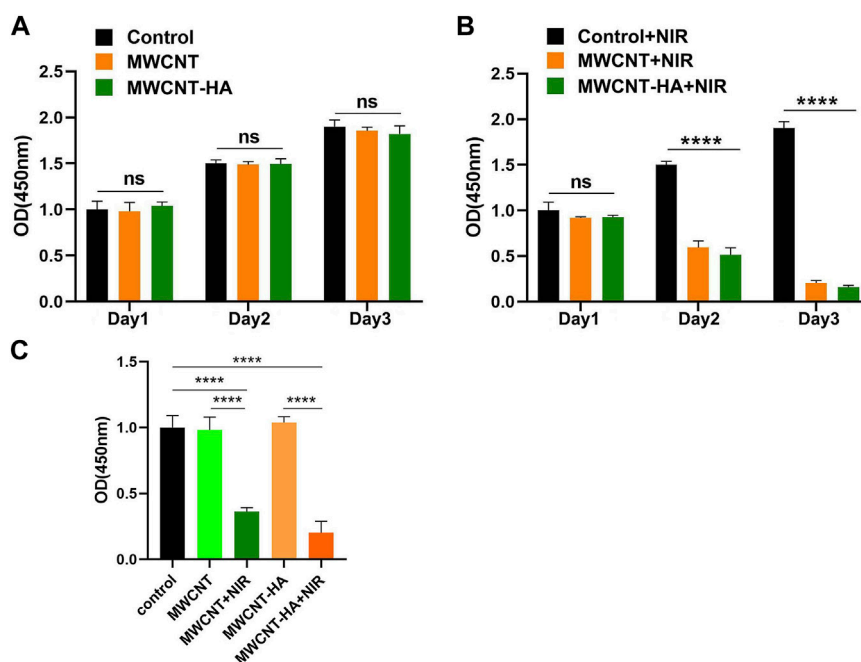 A
Control
MWCNT
MWCNT-HA
OD(450nm)
2.5
2.0
1.5
1.0
0.5
0.0
ns
ns
ns
Day1
Day2
Day3
B
Control+NIR
MWCNT+NIR
MWCNT-HA+NIR
OD(450nm)
2.5
2.0
1.5
1.0
0.5
0.0
ns
****
****
Day1
Day2
Day3
C
OD(450nm)
1.5
1.0
0.5
0.0
****
****
****
****
control
MWCNT
MWCNT+NIR
MWCNT-HA
MWCNT-HA+NIR